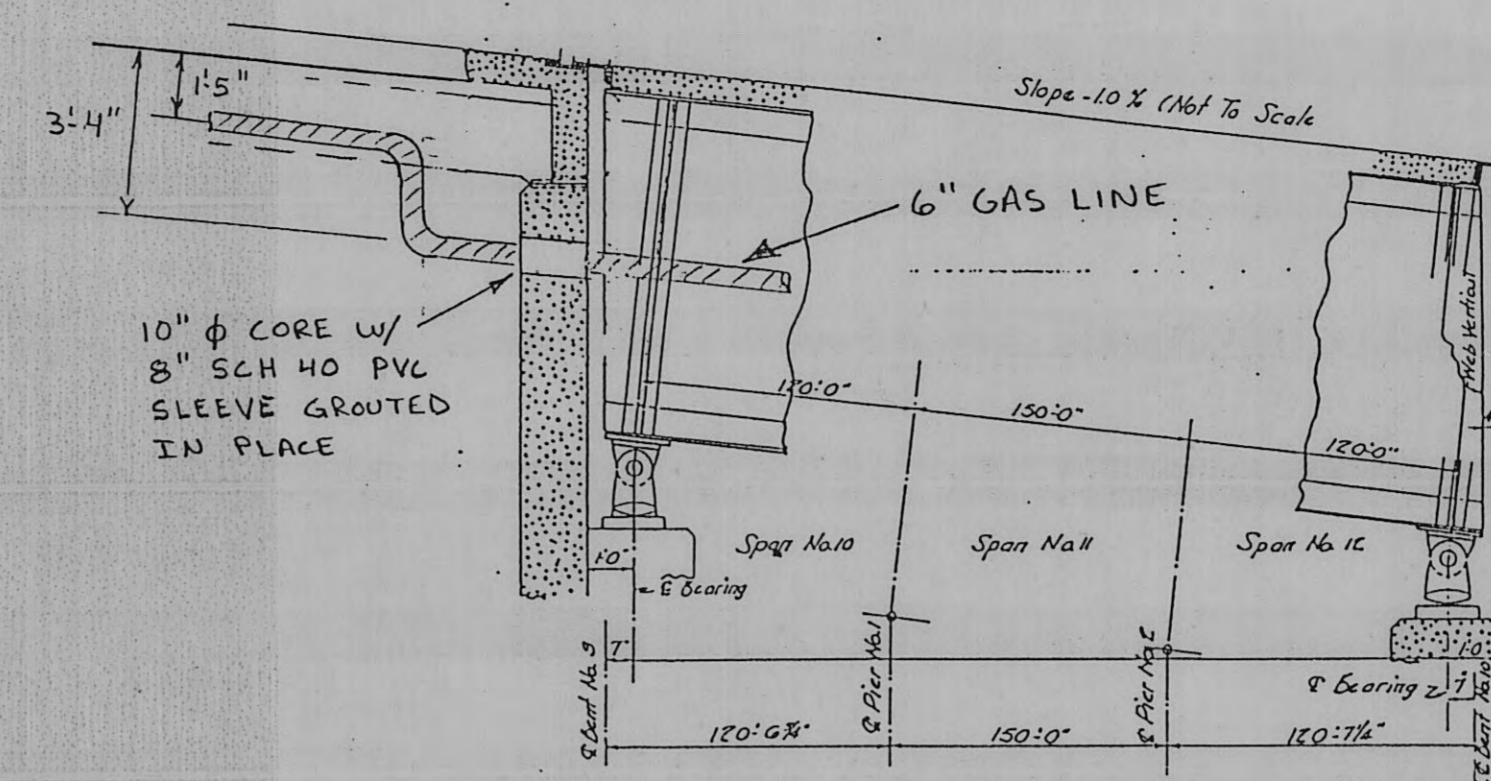 1'-5"
3'-4"
Slope -1.0 % (Not To Scale
6" GAS LINE
10" φ CORE W/
8" SCH 40 PVC
SLEEVE GROUTED
IN PLACE
Web Vertical
120'-0"
150'-0"
120'-0"
Span No.10
Span No.11
Span No.12
℄ Bearing
℄ Pier No.1
℄ Pier No.2
℄ Bent No.9
7"
1'-0
℄ Bearing
7"
℄ Bent No.10
120'-6¾"
150'-0"
120'-7¼"